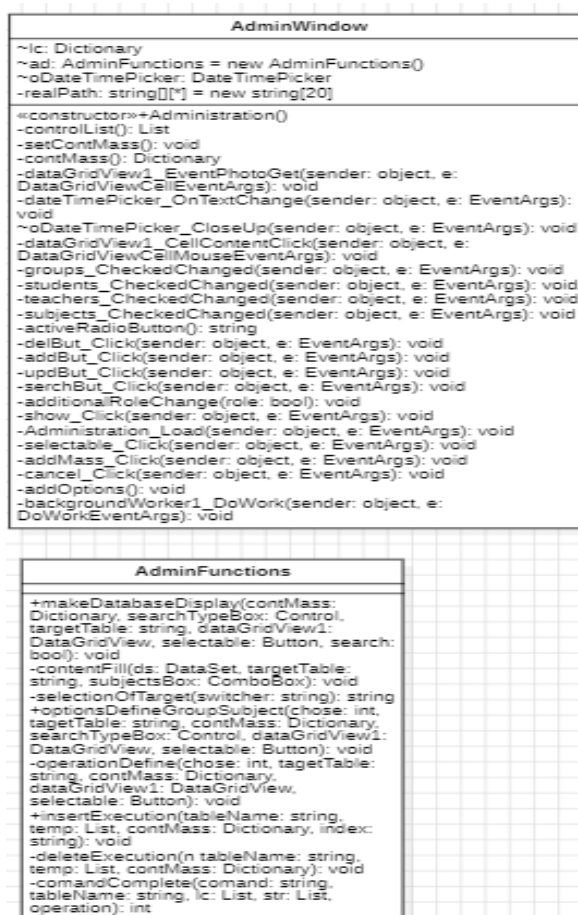 AdminWindow
~lc: Dictionary
~ad: AdminFunctions = new AdminFunctions()
~oDateTimePicker: DateTimePicker
-realPath: string[][*] = new string[20]
«constructor»+Administration()
-controlList(): List
-setContMass(): void
-contMass(): Dictionary
-dataGridView1_EventPhotoGet(sender: object, e:
DataGridViewCellEventArgs): void
-dateTimePicker_OnTextChange(sender: object, e: EventArgs):
void
~oDateTimePicker_CloseUp(sender: object, e: EventArgs): void
-dataGridView1_CellContentClick(sender: object, e:
DataGridViewCellMouseEventArgs): void
-groups_CheckedChanged(sender: object, e: EventArgs): void
-students_CheckedChanged(sender: object, e: EventArgs): void
-teachers_CheckedChanged(sender: object, e: EventArgs): void
-subjects_CheckedChanged(sender: object, e: EventArgs): void
-activeRadioButton(): string
-delBut_Click(sender: object, e: EventArgs): void
-addBut_Click(sender: object, e: EventArgs): void
-updBut_Click(sender: object, e: EventArgs): void
-serchBut_Click(sender: object, e: EventArgs): void
-additionalRoleChange(role: bool): void
-show_Click(sender: object, e: EventArgs): void
-Administration_Load(sender: object, e: EventArgs): void
-selectable_Click(sender: object, e: EventArgs): void
-addMass_Click(sender: object, e: EventArgs): void
-cancel_Click(sender: object, e: EventArgs): void
-addOptions(): void
-backgroundWorker1_DoWork(sender: object, e:
DoWorkEventArgs): void
AdminFunctions
+makeDatabaseDisplay(contMass:
Dictionary, searchTypeBox: Control,
targetTable: string, dataGridView1:
DataGridView, selectable: Button, search:
bool): void
-contentFill(ds: DataSet, targetTable:
string, subjectsBox: ComboBox): void
-selectionOfTarget(switcher: string): string
+optionsDefineGroupSubject(chose: int,
tagetTable: string, contMass: Dictionary,
searchTypeBox: Control, dataGridView1:
DataGridView, selectable: Button): void
-operationDefine(chose: int, tagetTable:
string, contMass: Dictionary,
dataGridView1: DataGridView,
selectable: Button): void
+insertExecution(tableName: string,
temp: List, contMass: Dictionary, index:
string): void
-deleteExecution(n tableName: string,
temp: List, contMass: Dictionary): void
-comandComplete(comand: string,
tableName: string, lc: List, str: List,
operation): int